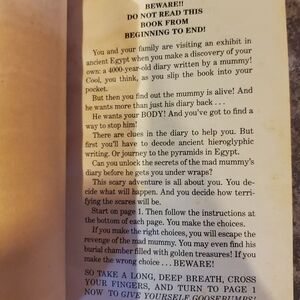 BEWARE!!
DO NOT READ THIS
BOOK FROM
BEGINNING TO END!
You and your family are visiting an exhibit in
ancient Egypt when you make a discovery of your
own: a 4000-year-old diary written by a mummy!
Cool, you think, as you slip the book into your
pocket.
But then you find out the mummy is alive! And
he wants more than just his diary back . . .
He wants your BODY! And you've got to find a
way to stop him!
There are clues in the diary to help you. But
first you'll have to decode ancient hieroglyphic
writing. Or journey to the pyramids in Egypt.
Can you unlock the secrets of the mad mummy's
diary before he gets you under wraps?
This scary adventure is all about you. You de-
cide what will happen. And you decide how terri-
fying the scares will be.
Start on page 1. Then follow the instructions at
the bottom of each page. You make the choices.
If you make the right choices, you will escape the
revenge of the mad mummy. You may even find his
burial chamber filled with golden treasures! If you
make the wrong choice . . . BEWARE!
SO TAKE A LONG, DEEP BREATH, CROSS
YOUR FINGERS, AND TURN TO PAGE 1
NOW TO GIVE YOURSELF GOOSEBUMPS!